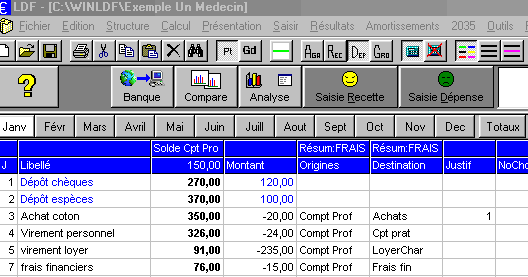 € LDF - [C:\WINLDF\Exemple Un Medecin]
Fichier Edition Structure Calcul Présentation Saisir Résultats Amortissements 2035 Outils
Pt Gd AGR REC DEF GRO
? Banque Compare Analyse Saisie Recette Saisie Dépense
Janv Févr Mars Avril Mai Juin Juill Aout Sept Oct Nov Dec Totaux
Solde Cpt Pro Résum:FRAIS Résum:FRAIS
J Libellé 150,00 Montant Origines Destination Justif NoCho
1 Dépôt chèques 270,00 120,00
2 Dépôt espèces 370,00 100,00
3 Achat coton 350,00 -20,00 Compt Prof Achats 1
4 Virement personnel 326,00 -24,00 Compt Prof Cpt prat
5 virement loyer 91,00 -235,00 Compt Prof LoyerChar
7 frais financiers 76,00 -15,00 Compt Prof Frais fin